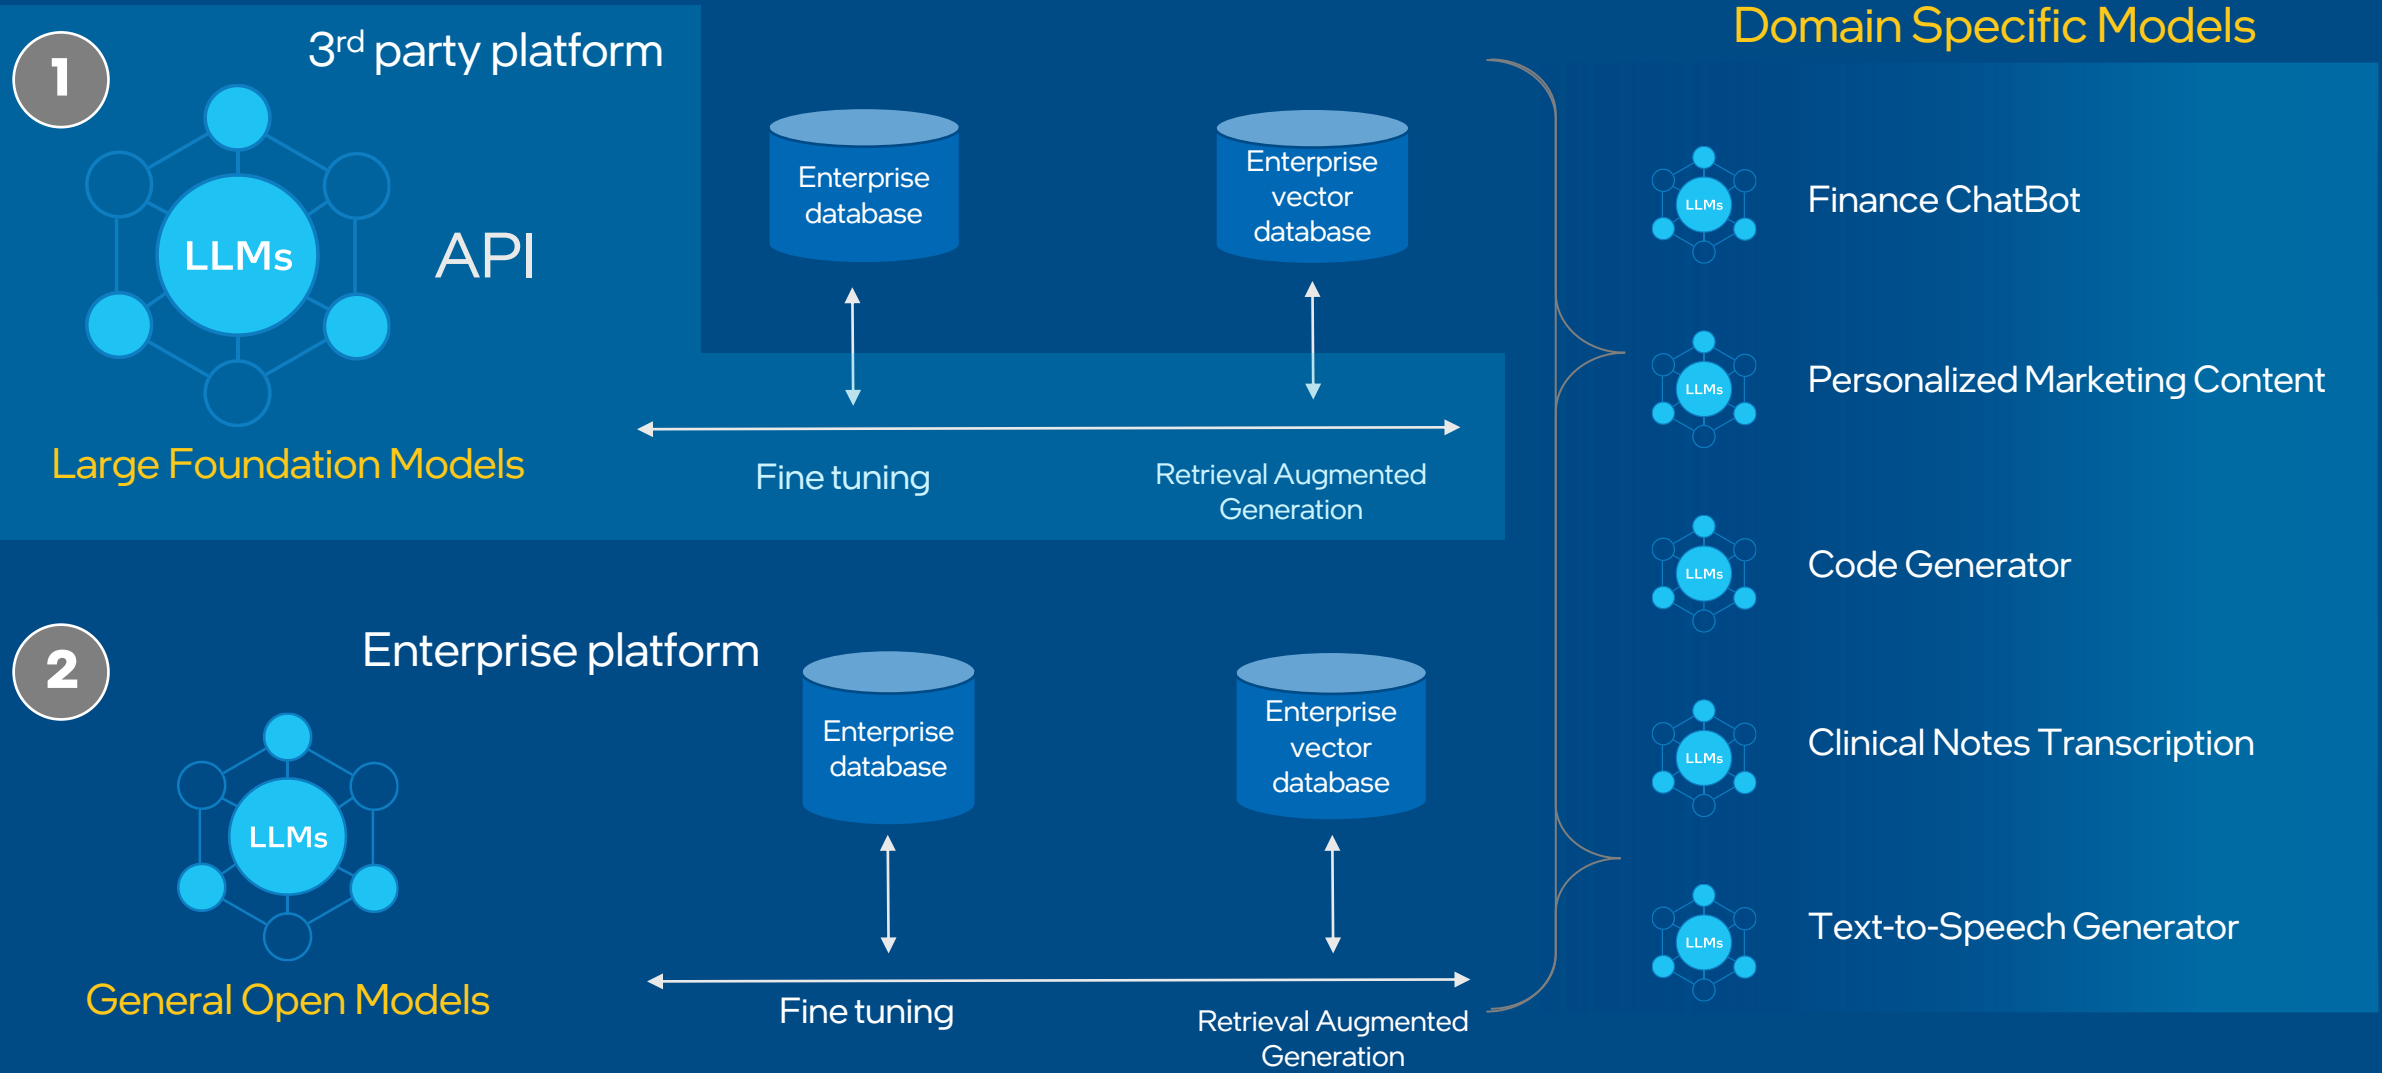 1
3rd party platform
LLMs
API
Large Foundation Models
Enterprise
database
Enterprise
vector
database
Fine tuning
Retrieval Augmented
Generation
2
Enterprise platform
LLMs
General Open Models
Enterprise
database
Enterprise
vector
database
Fine tuning
Retrieval Augmented
Generation
Domain Specific Models
LLMs
Finance ChatBot
LLMs
Personalized Marketing Content
LLMs
Code Generator
LLMs
Clinical Notes Transcription
LLMs
Text-to-Speech Generator